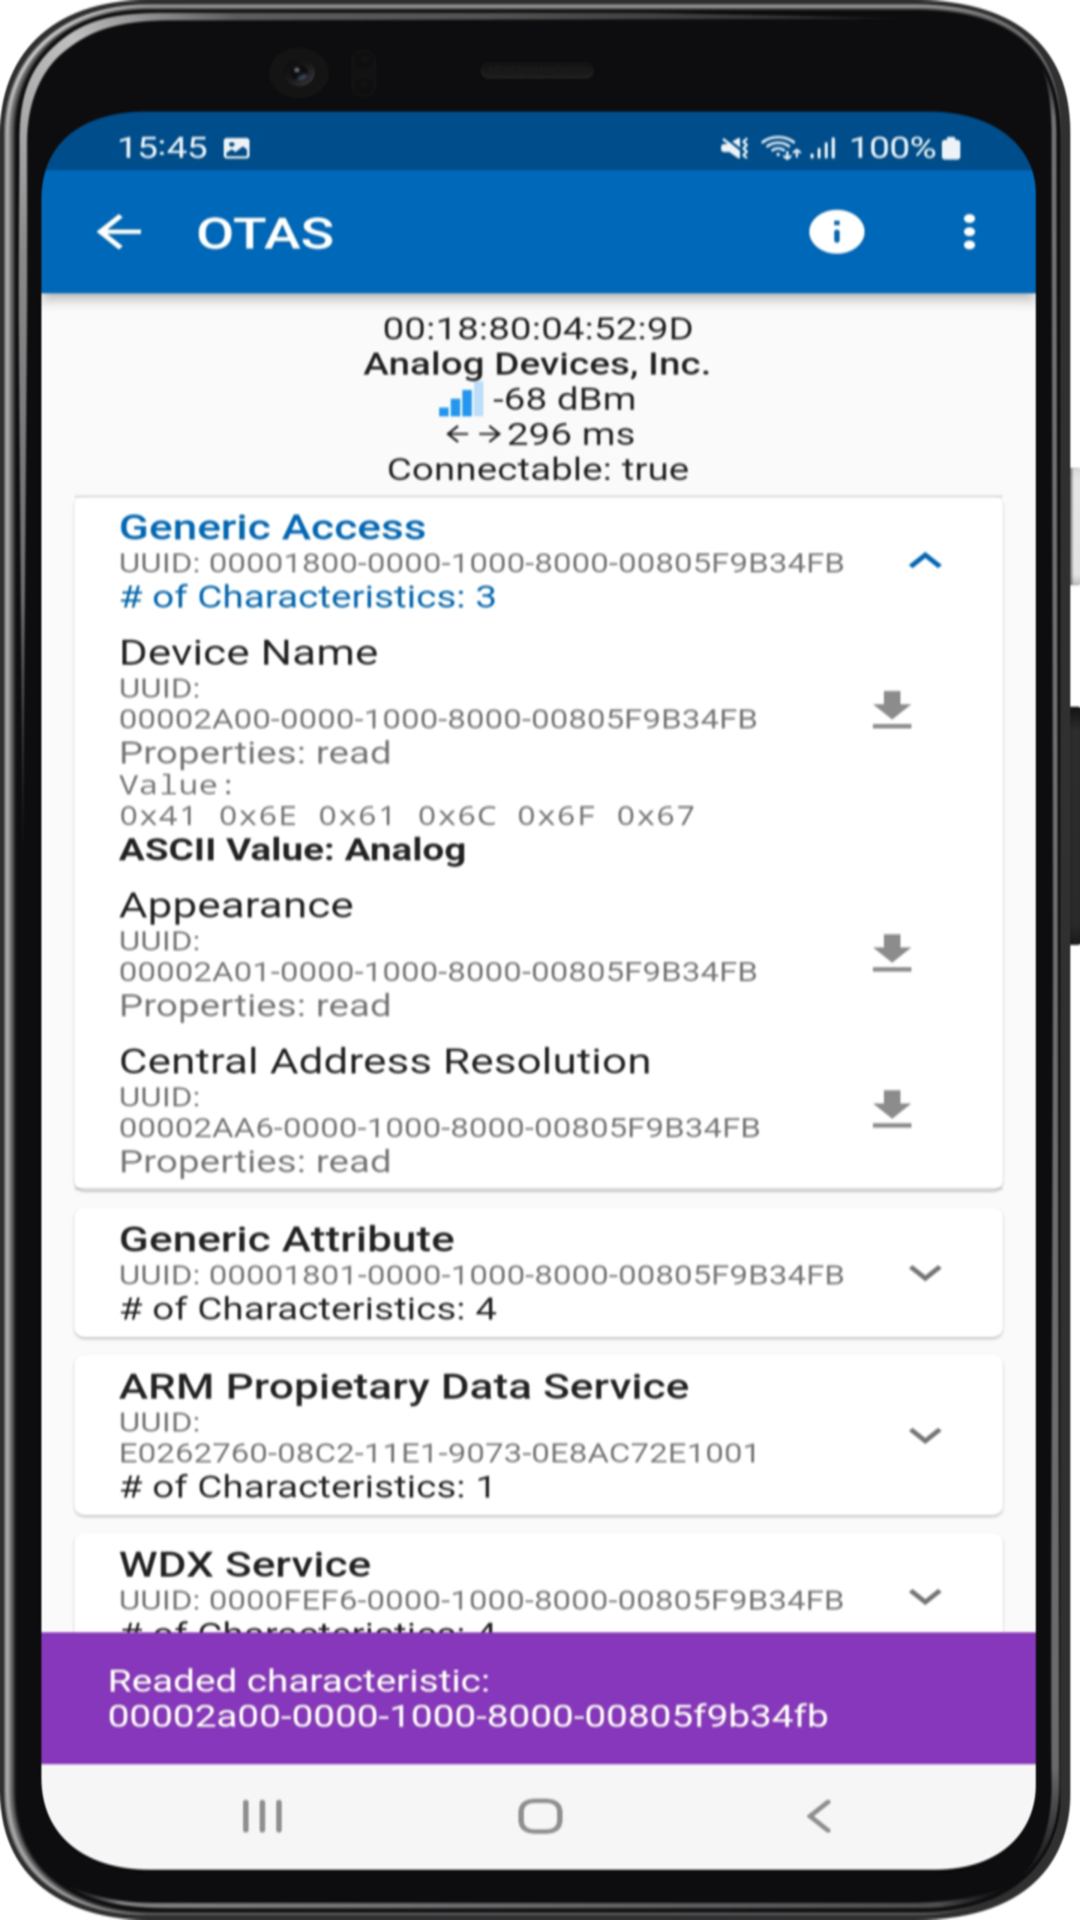 15:45 100%
OTAS
00:18:80:04:52:9D
Analog Devices, Inc.
-68 dBm
296 ms
Connectable: true
Generic Access
UUID: 00001800-0000-1000-8000-00805F9B34FB
# of Characteristics: 3
Device Name
UUID:
00002A00-0000-1000-8000-00805F9B34FB
Properties: read
Value:
0x41 0x6E 0x61 0x6C 0x6F 0x67
ASCII Value: Analog
Appearance
UUID:
00002A01-0000-1000-8000-00805F9B34FB
Properties: read
Central Address Resolution
UUID:
00002AA6-0000-1000-8000-00805F9B34FB
Properties: read
Generic Attribute
UUID: 00001801-0000-1000-8000-00805F9B34FB
# of Characteristics: 4
ARM Propietary Data Service
UUID:
E0262760-08C2-11E1-9073-0E8AC72E1001
# of Characteristics: 1
WDX Service
UUID: 0000FEF6-0000-1000-8000-00805F9B34FB
# of Characteristics: 4
Readed characteristic:
00002a00-0000-1000-8000-00805f9b34fb